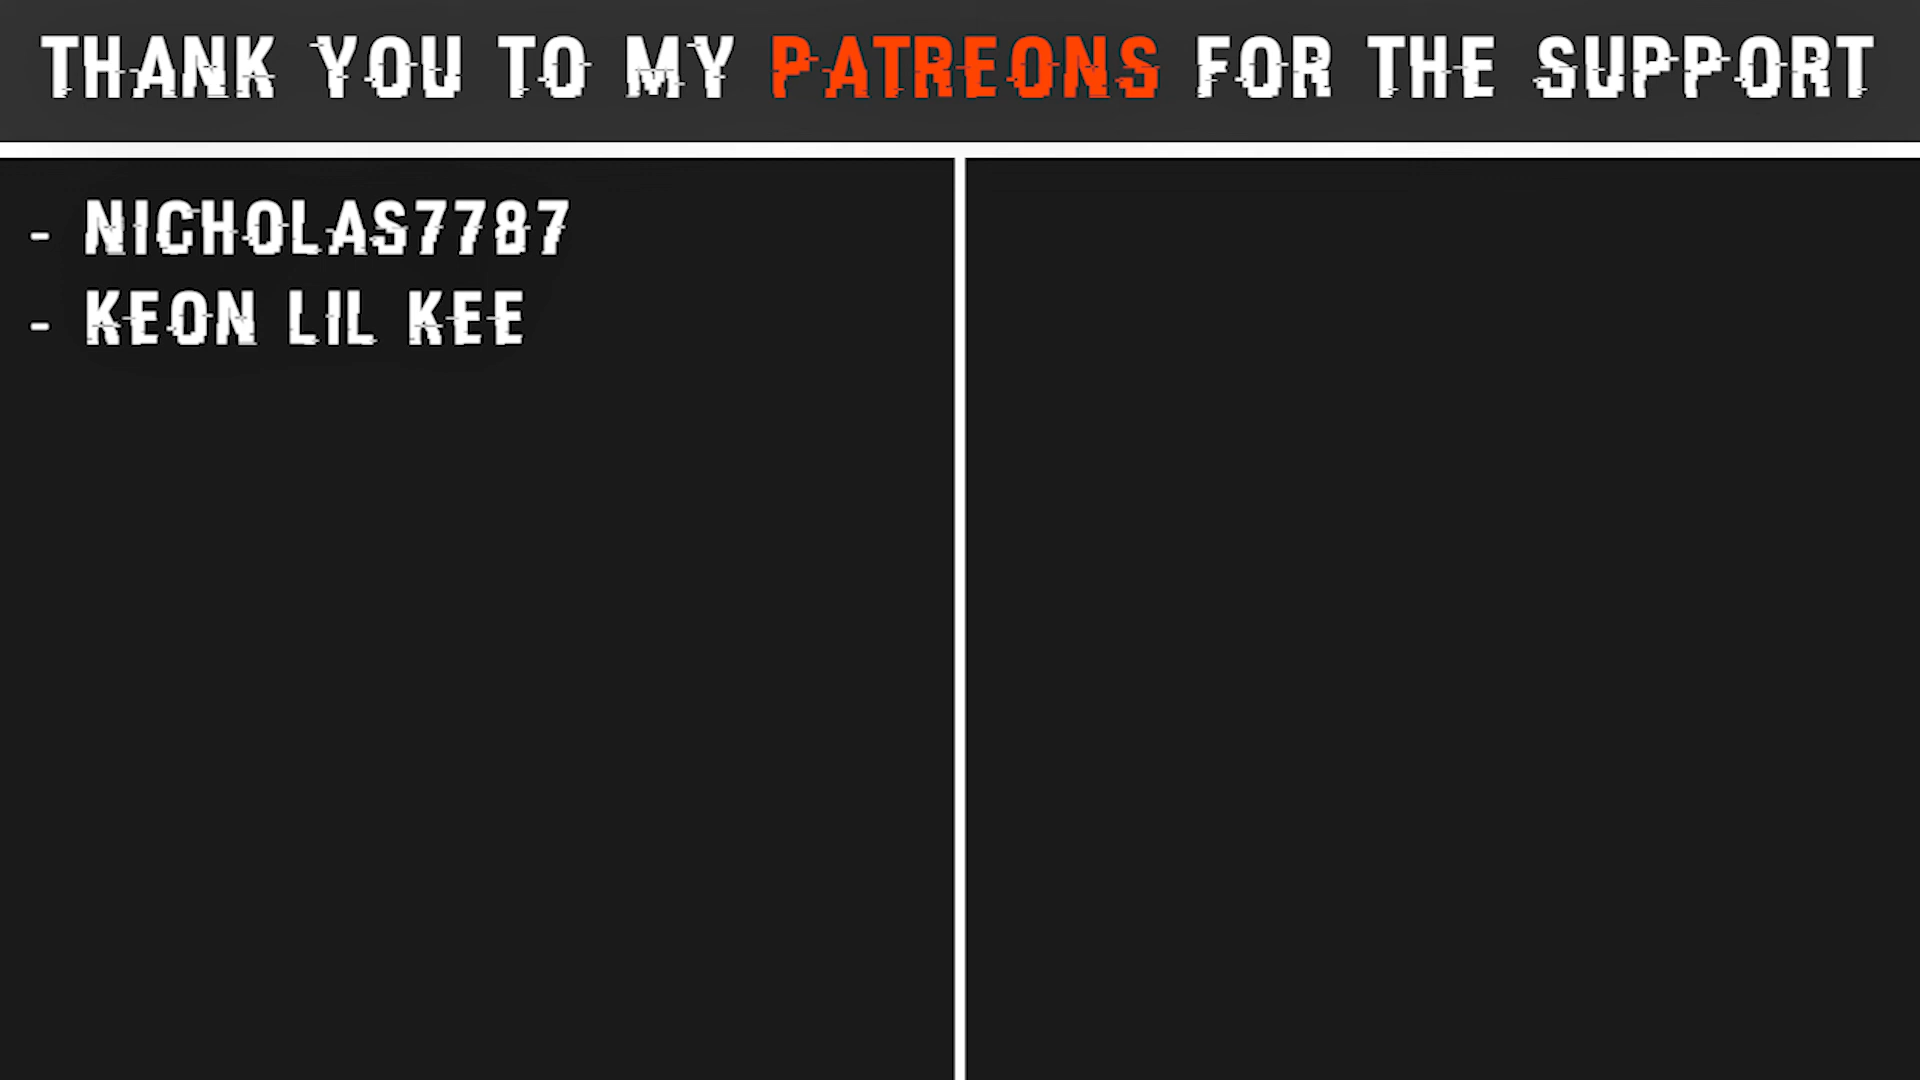 THANK YOU TO MY PATREONS FOR THE SUPPORT
- NICHOLAS7787
- KEON LIL KEE